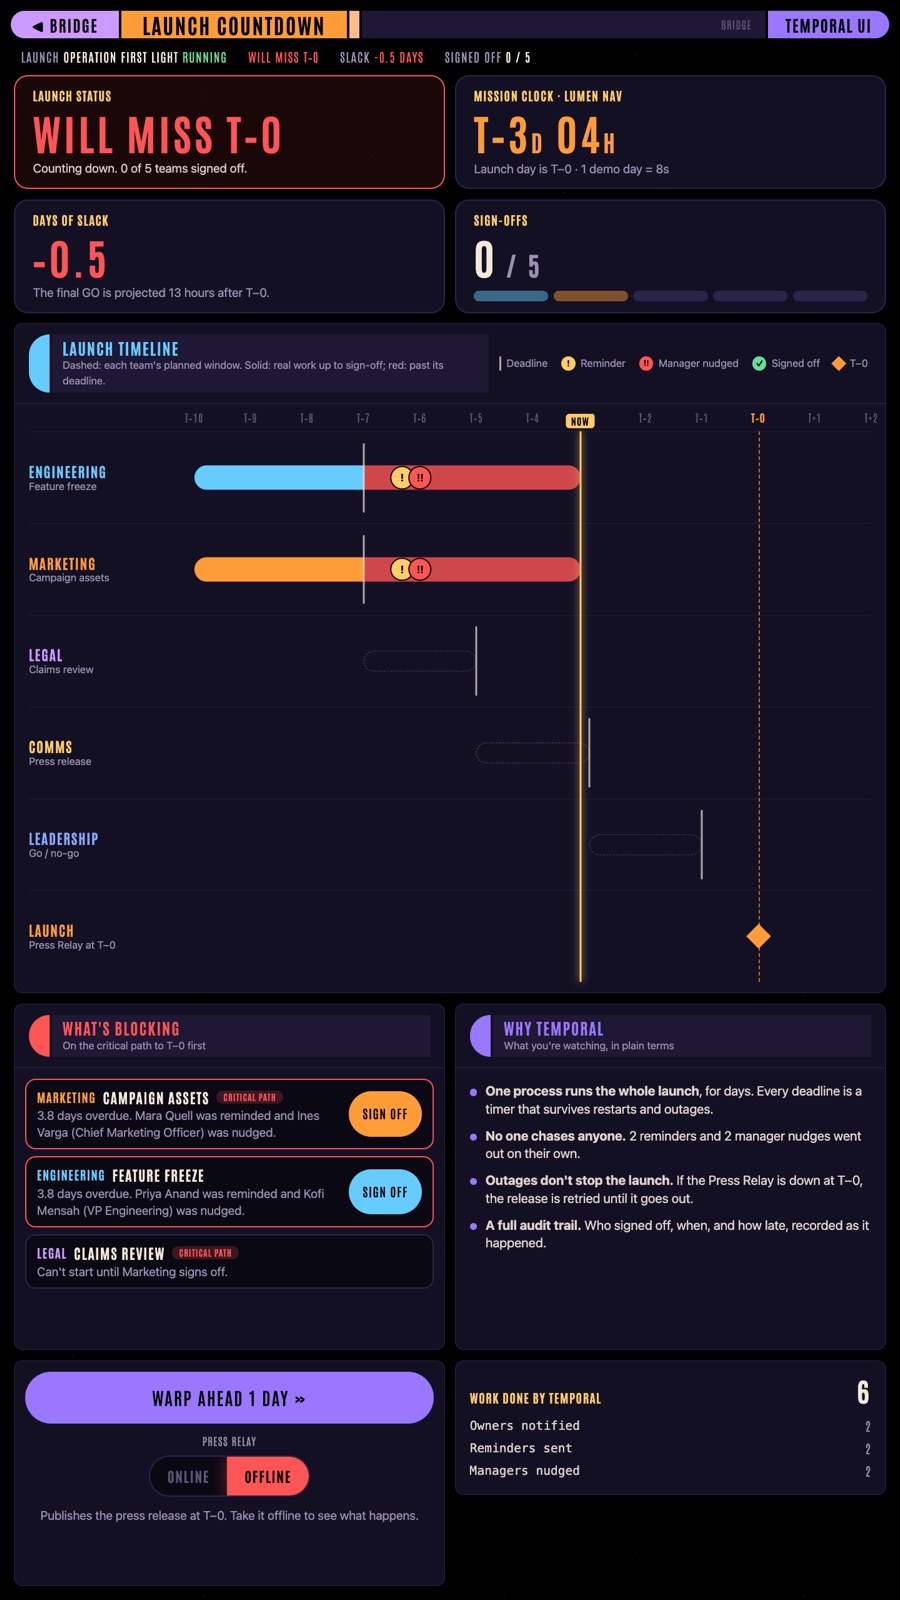 ◀ BRIDGE
LAUNCH COUNTDOWN
BRIDGE
TEMPORAL UI
LAUNCH OPERATION FIRST LIGHT RUNNING WILL MISS T-0 SLACK -0.5 DAYS SIGNED OFF 0 / 5
LAUNCH STATUS
WILL MISS T-0
Counting down. 0 of 5 teams signed off.
MISSION CLOCK · LUMEN NAV
T-3D 04H
Launch day is T–0 · 1 demo day = 8s
DAYS OF SLACK
-0.5
The final GO is projected 13 hours after T–0.
SIGN-OFFS
0 / 5
LAUNCH TIMELINE
Dashed: each team's planned window. Solid: real work up to sign-off; red: past its
deadline.
Deadline ! Reminder !! Manager nudged ✓ Signed off T–0
T-10 T-9 T-8 T-7 T-6 T-5 T-4 NOW T-2 T-1 T-0 T+1 T+2
ENGINEERING
Feature freeze
! !!
MARKETING
Campaign assets
! !!
LEGAL
Claims review
COMMS
Press release
LEADERSHIP
Go / no-go
LAUNCH
Press Relay at T–0
WHAT'S BLOCKING
On the critical path to T–0 first
MARKETING CAMPAIGN ASSETS CRITICAL PATH
3.8 days overdue. Mara Quell was reminded and Ines
Varga (Chief Marketing Officer) was nudged.
SIGN OFF
ENGINEERING FEATURE FREEZE
3.8 days overdue. Priya Anand was reminded and Kofi
Mensah (VP Engineering) was nudged.
SIGN OFF
LEGAL CLAIMS REVIEW CRITICAL PATH
Can't start until Marketing signs off.
WHY TEMPORAL
What you're watching, in plain terms
One process runs the whole launch, for days. Every deadline is a
timer that survives restarts and outages.
No one chases anyone. 2 reminders and 2 manager nudges went
out on their own.
Outages don't stop the launch. If the Press Relay is down at T–0,
the release is retried until it goes out.
A full audit trail. Who signed off, when, and how late, recorded as it
happened.
WARP AHEAD 1 DAY »
PRESS RELAY
ONLINE OFFLINE
Publishes the press release at T–0. Take it offline to see what happens.
WORK DONE BY TEMPORAL 6
Owners notified 2
Reminders sent 2
Managers nudged 2